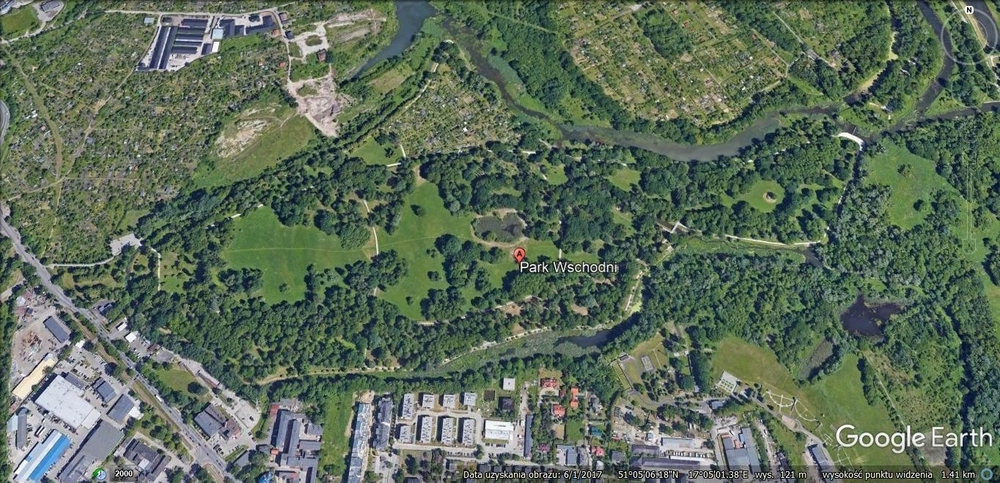 N
A
Park Wschodni
Google Earth
2000
Data uzyskania obrazu: 6/1/2017 51°05'06.18"N 17°05'01.38"E wys. 121 m wysokość punktu widzenia 1.41 km